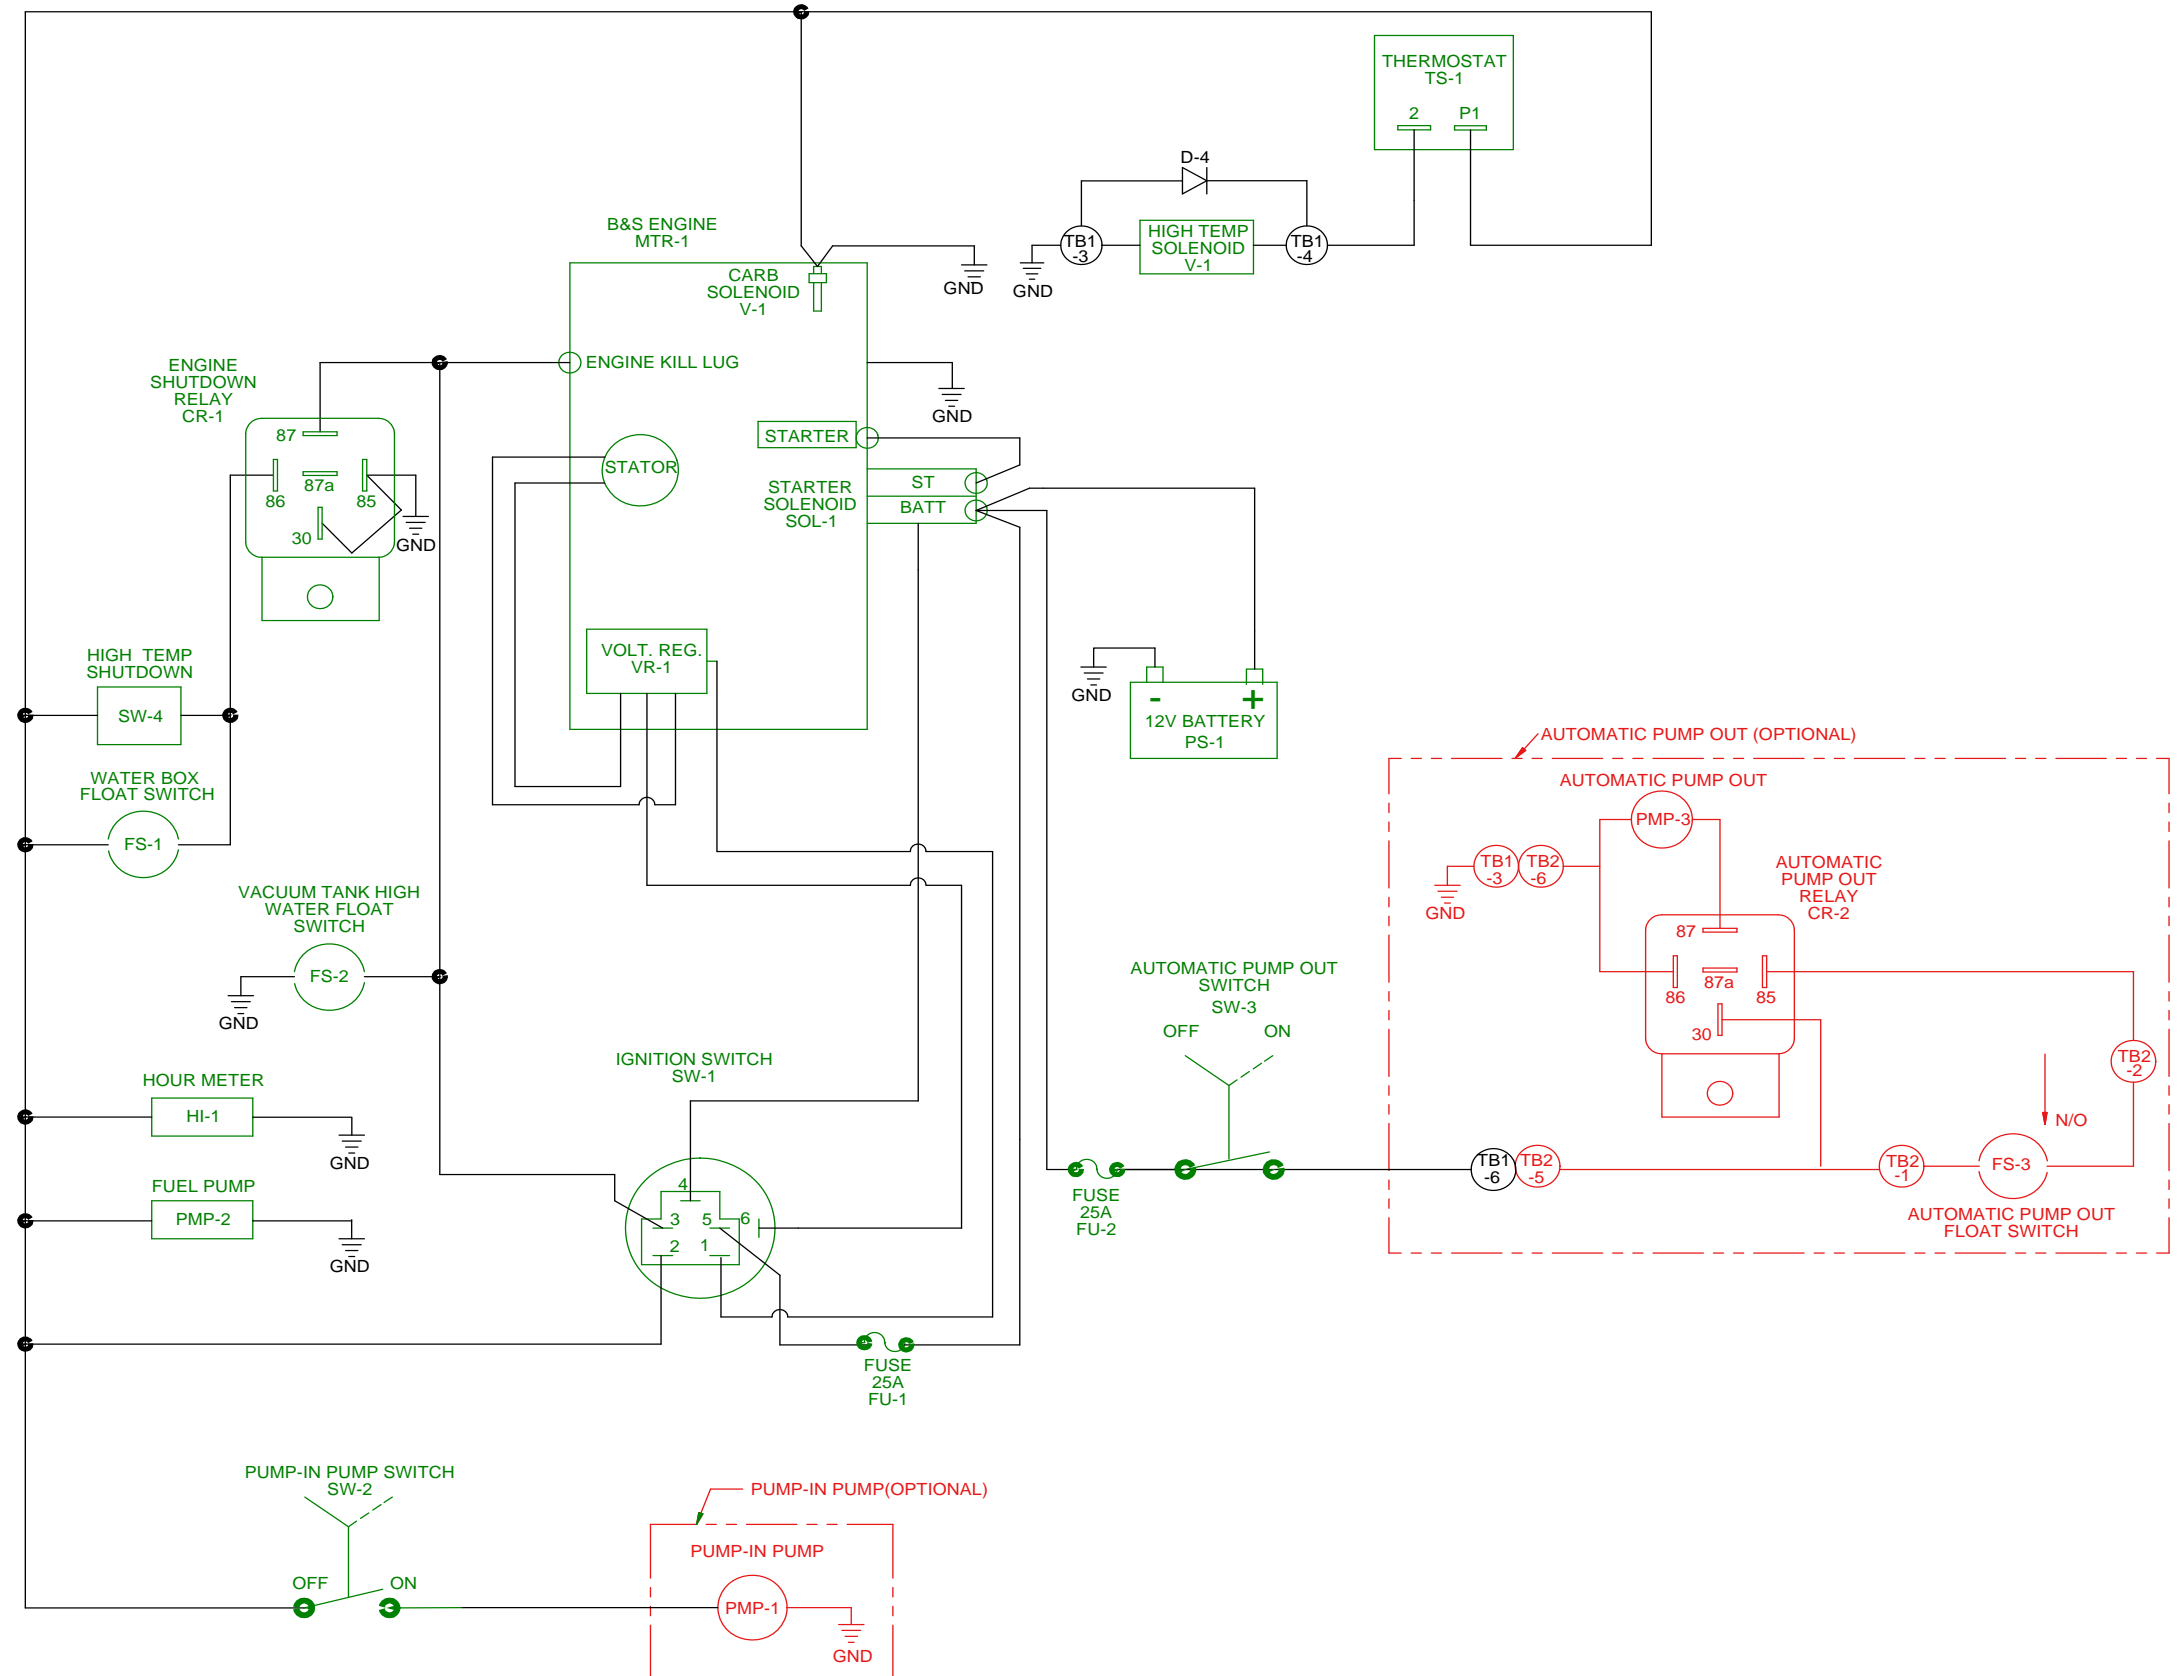 THERMOSTAT
TS-1
2 P1
D-4
TB1
-3
HIGH TEMP
SOLENOID
V-1
TB1
-4
GND
GND
B&S ENGINE
MTR-1
CARB
SOLENOID
V-1
ENGINE KILL LUG
GND
ENGINE
SHUTDOWN
RELAY
CR-1
87
86 87a 85
30
GND
STATOR
STARTER
ST
STARTER
SOLENOID
SOL-1
BATT
VOLT. REG.
VR-1
HIGH TEMP
SHUTDOWN
SW-4
WATER BOX
FLOAT SWITCH
FS-1
GND
- +
12V BATTERY
PS-1
VACUUM TANK HIGH
WATER FLOAT
SWITCH
FS-2
GND
AUTOMATIC PUMP OUT (OPTIONAL)
AUTOMATIC PUMP OUT
PMP-3
TB1
-3
TB2
-6
GND
AUTOMATIC
PUMP OUT
RELAY
CR-2
87
86 87a 85
30
TB2
-2
N/O
AUTOMATIC PUMP OUT
SWITCH
SW-3
OFF ON
TB1
-6
TB2
-5
TB2
-1
FS-3
AUTOMATIC PUMP OUT
FLOAT SWITCH
FUSE
25A
FU-2
HOUR METER
HI-1
GND
FUEL PUMP
PMP-2
GND
IGNITION SWITCH
SW-1
4
3 5 6
2 1
FUSE
25A
FU-1
PUMP-IN PUMP SWITCH
SW-2
OFF ON
PUMP-IN PUMP(OPTIONAL)
PUMP-IN PUMP
PMP-1
GND